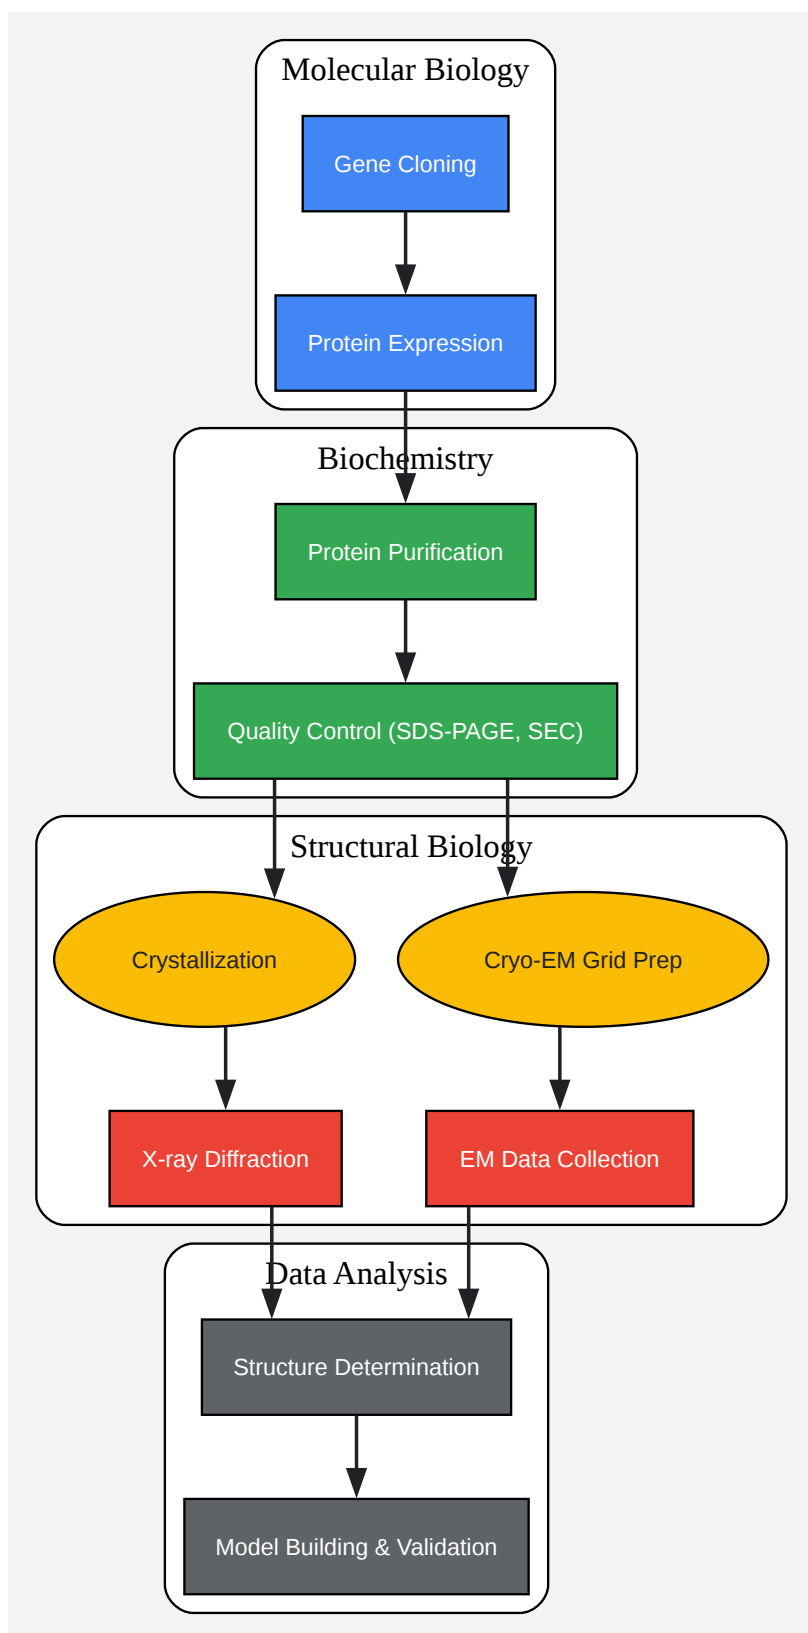 Molecular Biology
Gene Cloning
Protein Expression
Biochemistry
Protein Purification
Quality Control (SDS-PAGE, SEC)
Structural Biology
Crystallization
Cryo-EM Grid Prep
X-ray Diffraction
EM Data Collection
Data Analysis
Structure Determination
Model Building & Validation